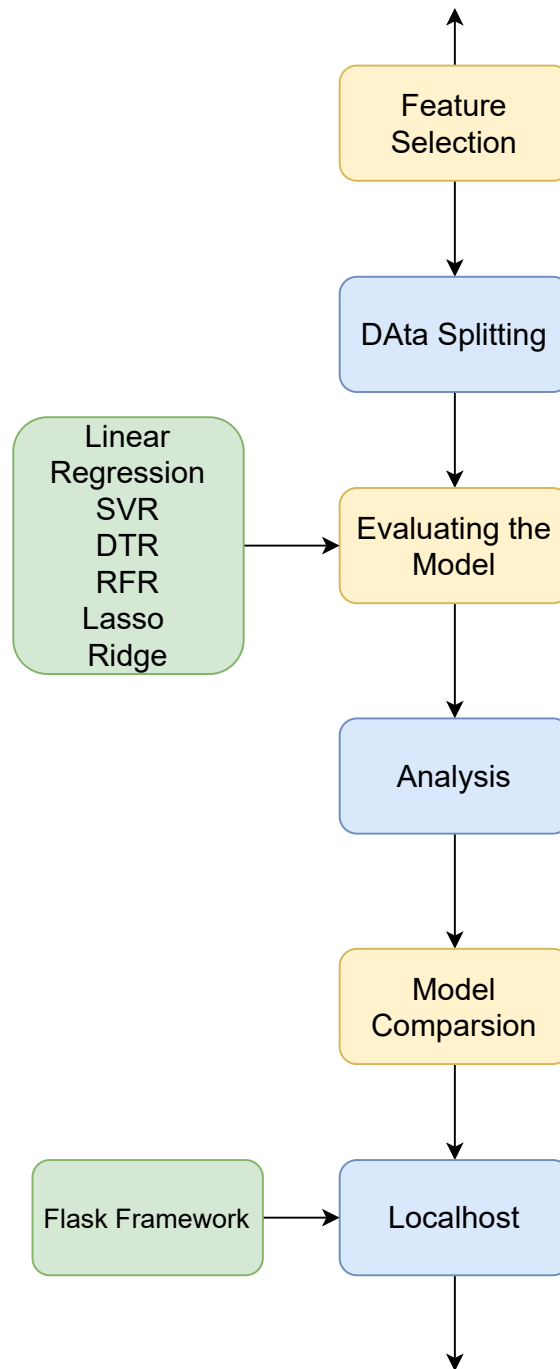 Feature
Selection
DAta Splitting
Linear
Regression
SVR
DTR
RFR
Lasso
Ridge
Evaluating the
Model
Analysis
Model
Comparsion
Flask Framework
Localhost